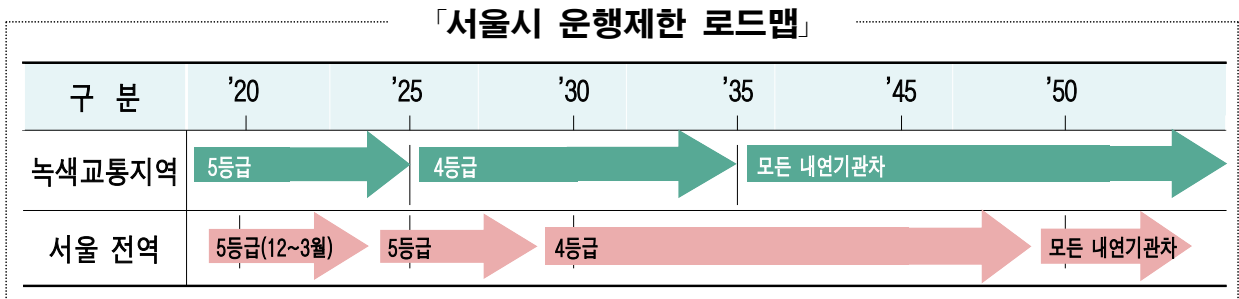 「서울시 운행제한 로드맵」
구 분 ’20 ’25 ’30 ’35 ’45 ’50
녹색교통지역 5등급 4등급 모든 내연기관차
서울 전역 5등급(12~3월) 5등급 4등급 모든 내연기관차